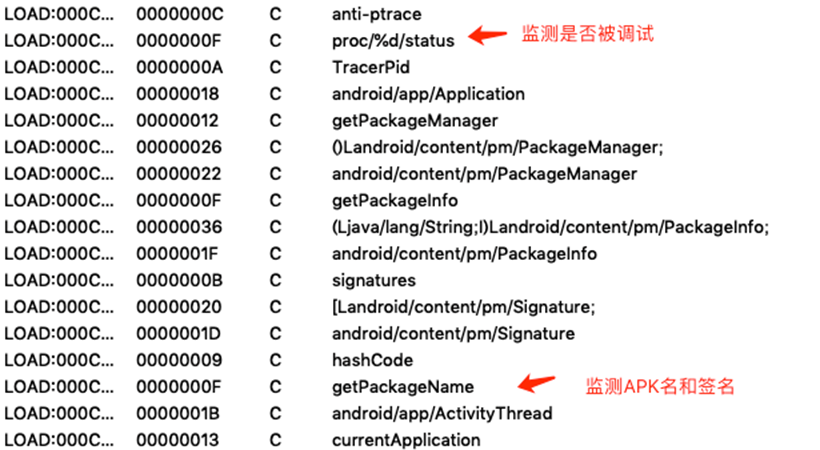 LOAD:000C... 0000000C C anti-ptrace
LOAD:000C... 0000000F C proc/%d/status 监测是否被调试
LOAD:000C... 0000000A C TracerPid
LOAD:000C... 00000018 C android/app/Application
LOAD:000C... 00000012 C getPackageManager
LOAD:000C... 00000026 C ()Landroid/content/pm/PackageManager;
LOAD:000C... 00000022 C android/content/pm/PackageManager
LOAD:000C... 0000000F C getPackageInfo
LOAD:000C... 00000036 C (Ljava/lang/String;I)Landroid/content/pm/PackageInfo;
LOAD:000C... 0000001F C android/content/pm/PackageInfo
LOAD:000C... 0000000B C signatures
LOAD:000C... 00000020 C [Landroid/content/pm/Signature;
LOAD:000C... 0000001D C android/content/pm/Signature
LOAD:000C... 00000009 C hashCode
LOAD:000C... 0000000F C getPackageName 监测APK名和签名
LOAD:000C... 0000001B C android/app/ActivityThread
LOAD:000C... 00000013 C currentApplication